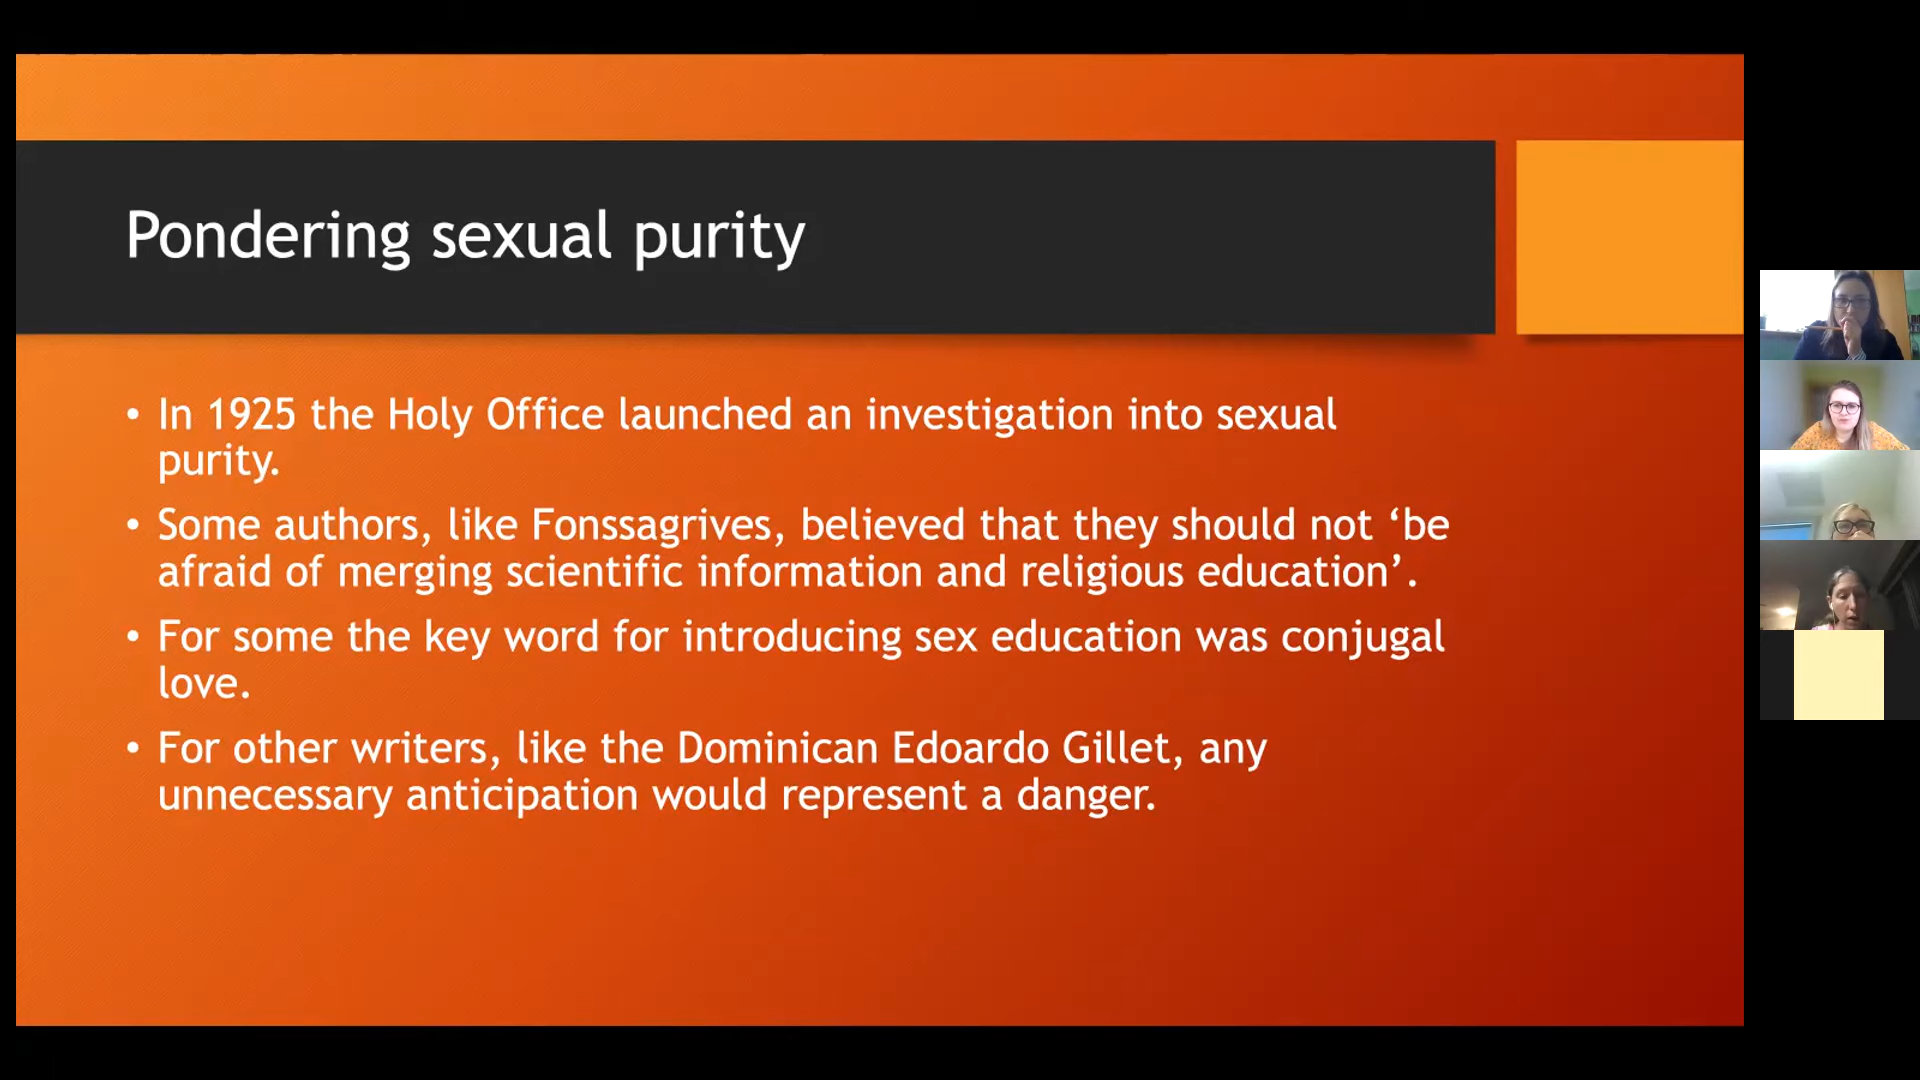 Pondering sexual purity
• In 1925 the Holy Office launched an investigation into sexual
purity.
• Some authors, like Fonssagrives, believed that they should not ‘be
afraid of merging scientific information and religious education’.
• For some the key word for introducing sex education was conjugal
love.
• For other writers, like the Dominican Edoardo Gillet, any
unnecessary anticipation would represent a danger.